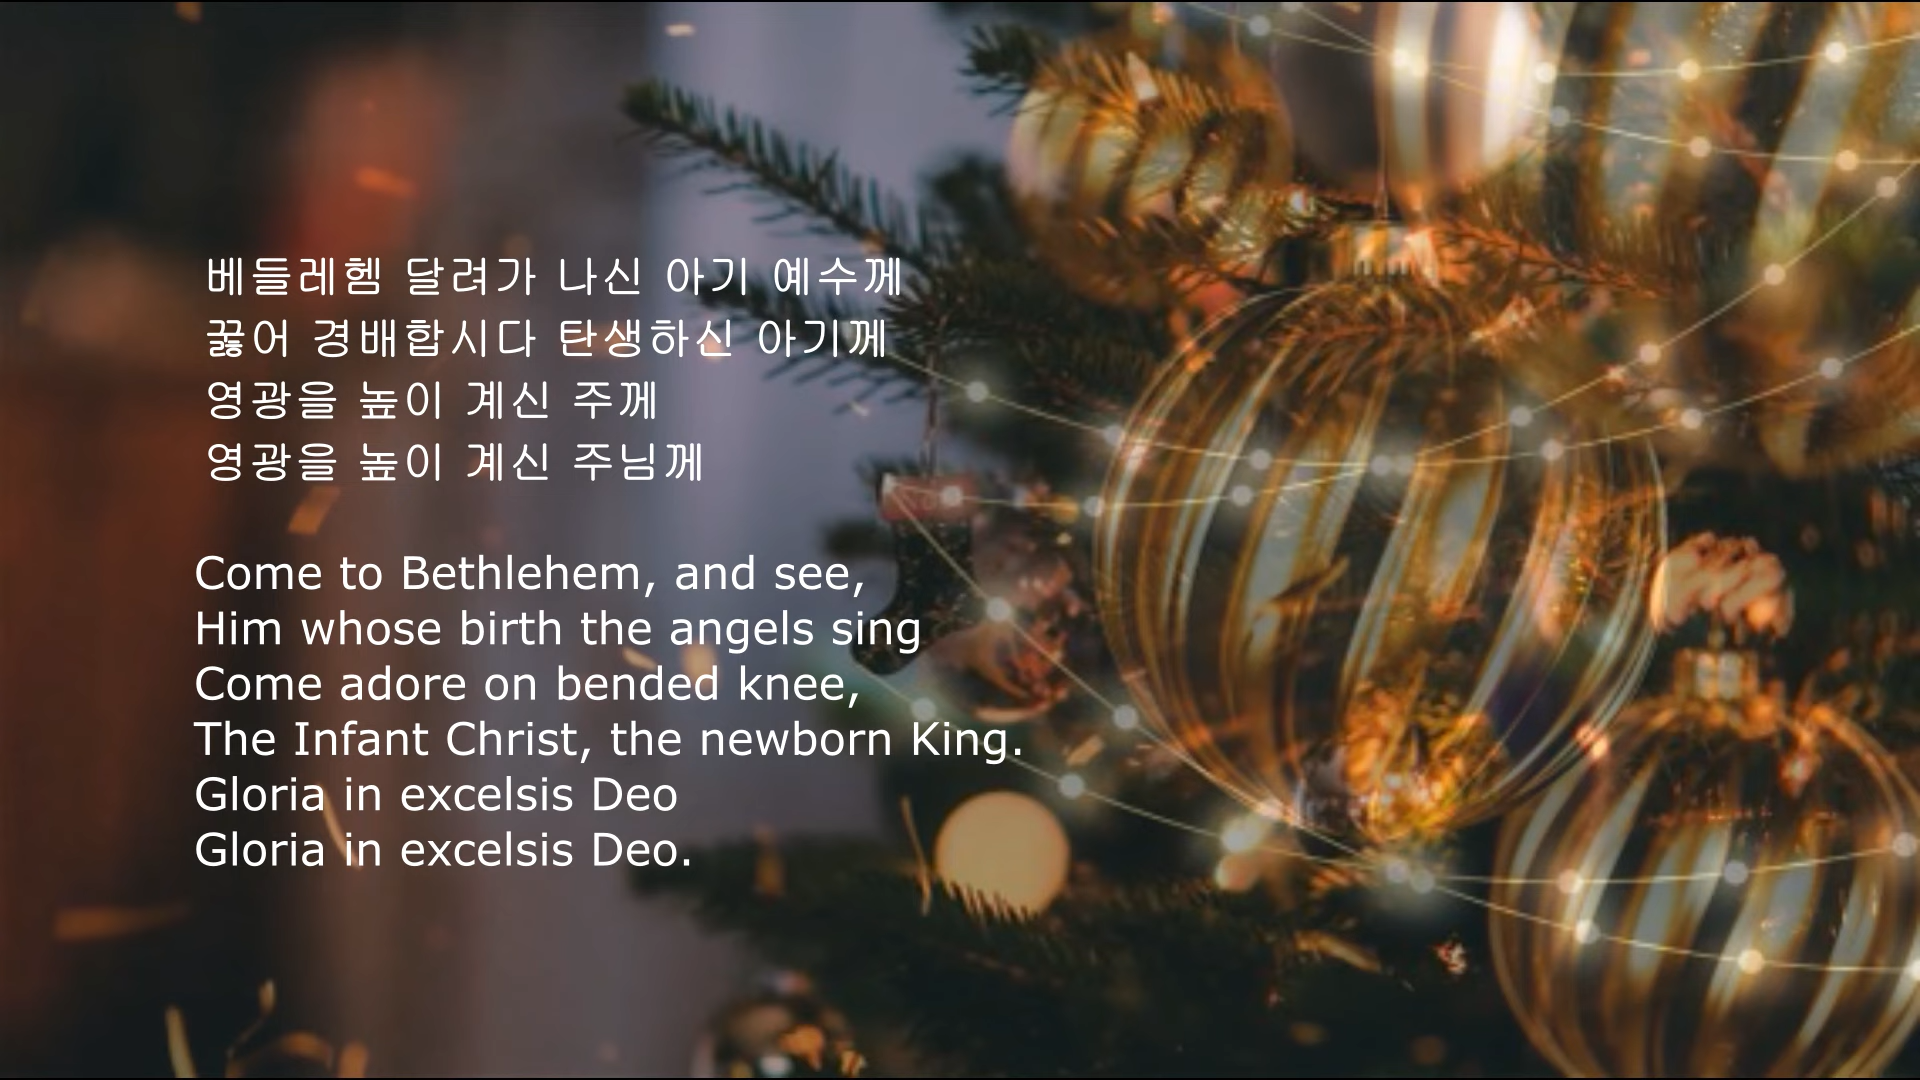 베들레헴 달려가 나신 아기 예수께
꿇어 경배합시다 탄생하신 아기께
영광을 높이 계신 주께
영광을 높이 계신 주님께
Come to Bethlehem, and see,
Him whose birth the angels sing
Come adore on bended knee,
The Infant Christ, the newborn King.
Gloria in excelsis Deo
Gloria in excelsis Deo.